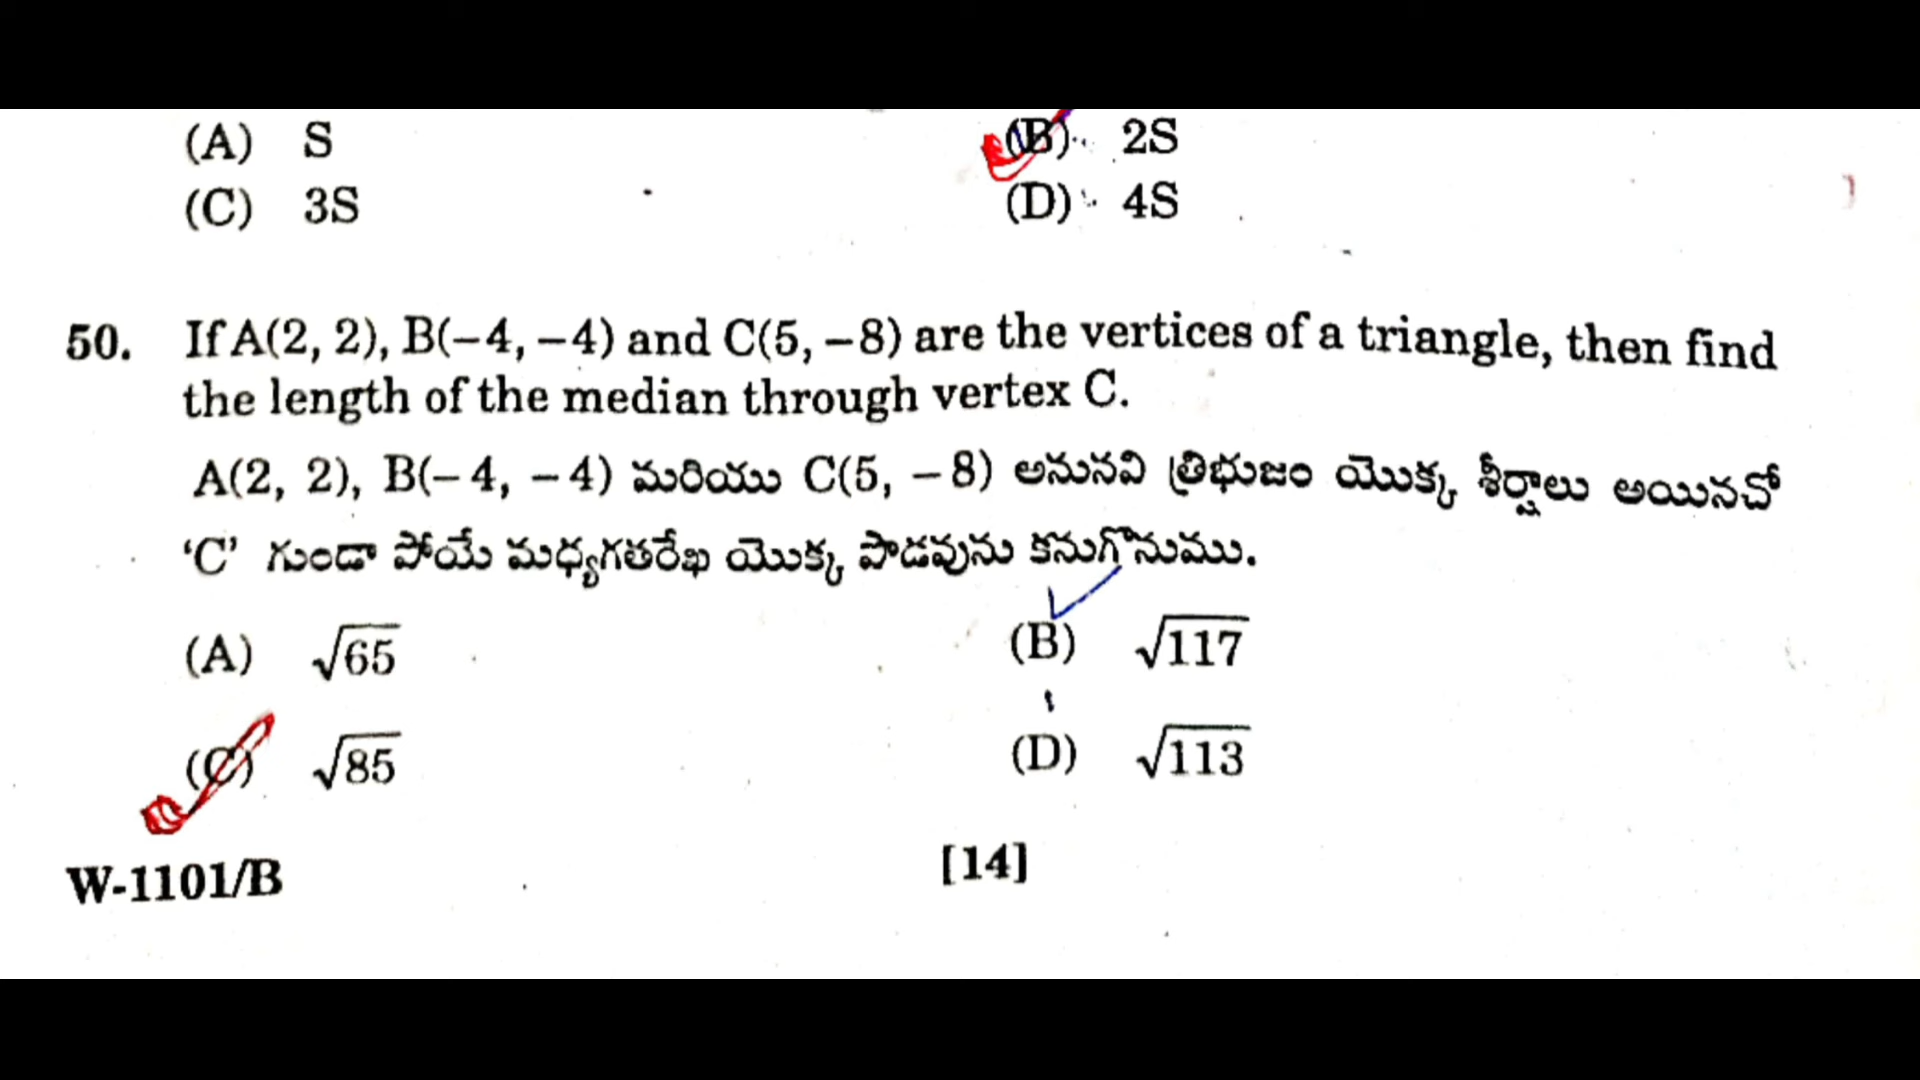 (A) S (B) 2S
(C) 3S (D) 4S
50. If A(2, 2), B(−4, −4) and C(5, −8) are the vertices of a triangle, then find
the length of the median through vertex C.
A(2, 2), B(− 4, − 4) మరియు C(5, − 8) అనునవి త్రిభుజం యొక్క శీర్షాలు అయినచో
‘C’ గుండా పోయే మధ్యగతరేఖ యొక్క పొడవును కనుగొనుము.
(A) √65 (B) √117
(C) √85 (D) √113
W-1101/B [14]